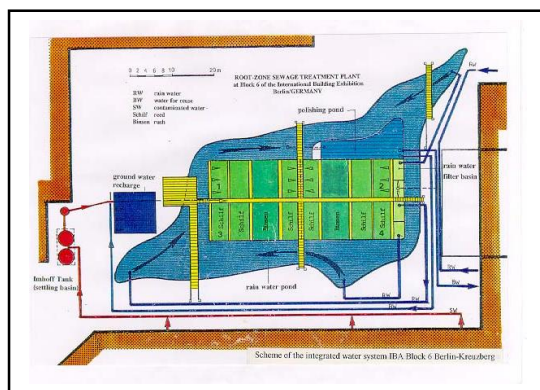 0 2 4 6 8 10 20 m
ROOT-ZONE SEWAGE TREATMENT PLANT
at Block 6 of the International Building Exhibition
Berlin/GERMANY
RW rain water
BW water for reuse
SW contaminated water
Schilf reed
Binsen rush
polishing pond
ground water
recharge
rain water
filter basin
Schilf
Schilf
Binsen
Schilf
Schilf
Binsen
Schilf
Imhoff Tank
(settling basin)
rain water pond
RW
BW
SW
Scheme of the integrated water system IBA Block 6 Berlin-Kreuzberg